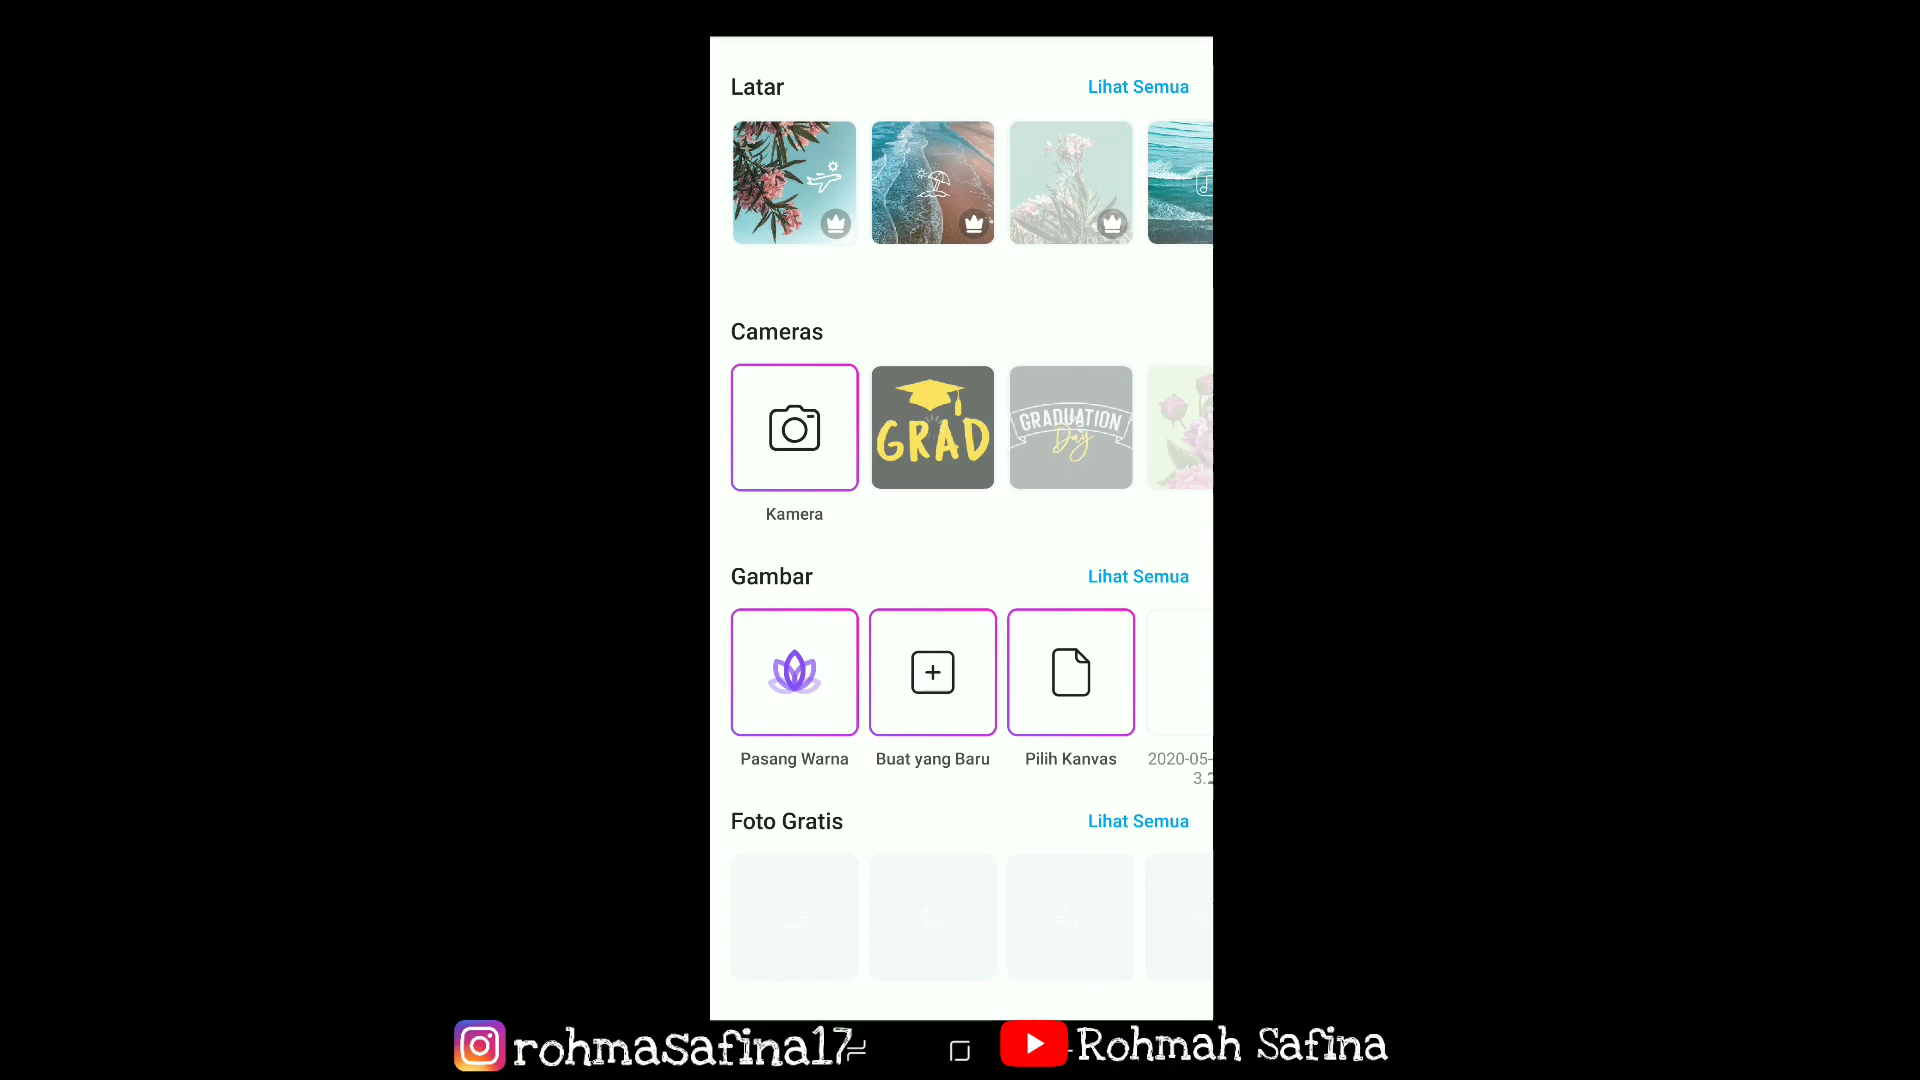 Latar
Lihat Semua
Cameras
GRAD
GRADUATION
Day
Kamera
Gambar
Lihat Semua
Pasang Warna
Buat yang Baru
Pilih Kanvas
2020-05-
3.
Foto Gratis
Lihat Semua
rohmasafina17
Rohmah Safina